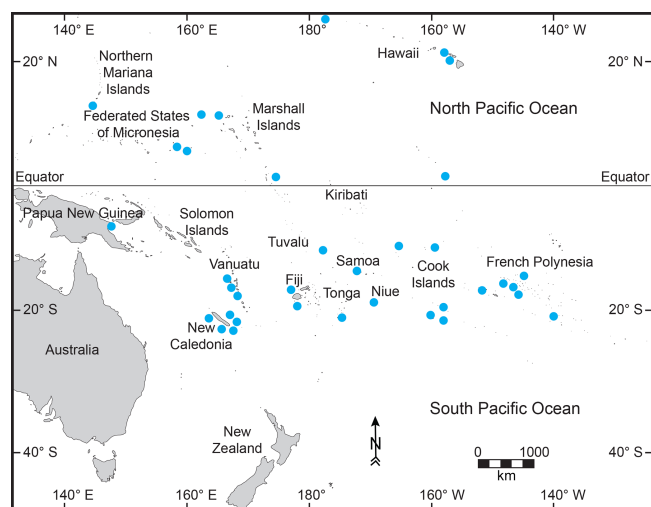 140° E
160° E
180°
160° W
140° W
20° N
20° N
Northern
Mariana
Islands
Hawaii
North Pacific Ocean
Federated States
of Micronesia
Marshall
Islands
Equator
Equator
Kiribati
Papua New Guinea
Solomon
Islands
Tuvalu
Samoa
Cook
Islands
French Polynesia
Vanuatu
Fiji
Tonga
Niue
20° S
20° S
New
Caledonia
Australia
South Pacific Ocean
New
Zealand
N
0
1000
km
40° S
40° S
140° E
160° E
180°
160° W
140° W